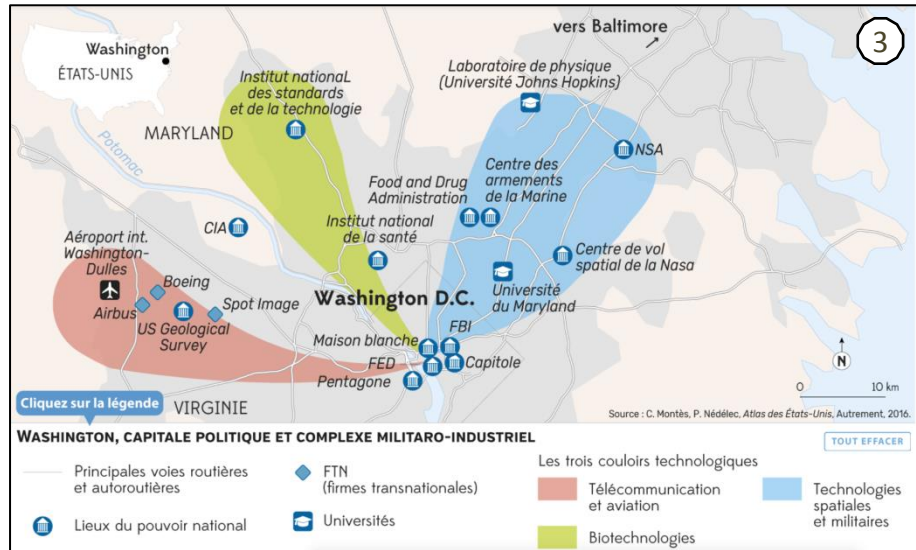 vers Baltimore
3
Washington
ÉTATS-UNIS
Laboratoire de physique
(Université Johns Hopkins)
Institut nationaL
des standards
et de la technologie
MARYLAND
Potomac
NSA
Centre des
armements
de la Marine
Food and Drug
Administration
CIA
Institut national
de la santé
Aéroport int.
Washington-
Dulles
Centre de vol
spatial de la Nasa
Boeing
Airbus
Spot Image
US Geological
Survey
Washington D.C.
Université
du Maryland
FBI
Maison blanche
FED
Capitole
Pentagone
N
0 10 km
Cliquez sur la légende
VIRGINIE
Source : C. Montès, P. Nédélec, Atlas des États-Unis, Autrement, 2016.
WASHINGTON, CAPITALE POLITIQUE ET COMPLEXE MILITARO-INDUSTRIEL
TOUT EFFACER
Principales voies routières
et autoroutières
Lieux du pouvoir national
FTN
(firmes transnationales)
Universités
Les trois couloirs technologiques
Télécommunication
et aviation
Biotechnologies
Technologies
spatiales
et militaires